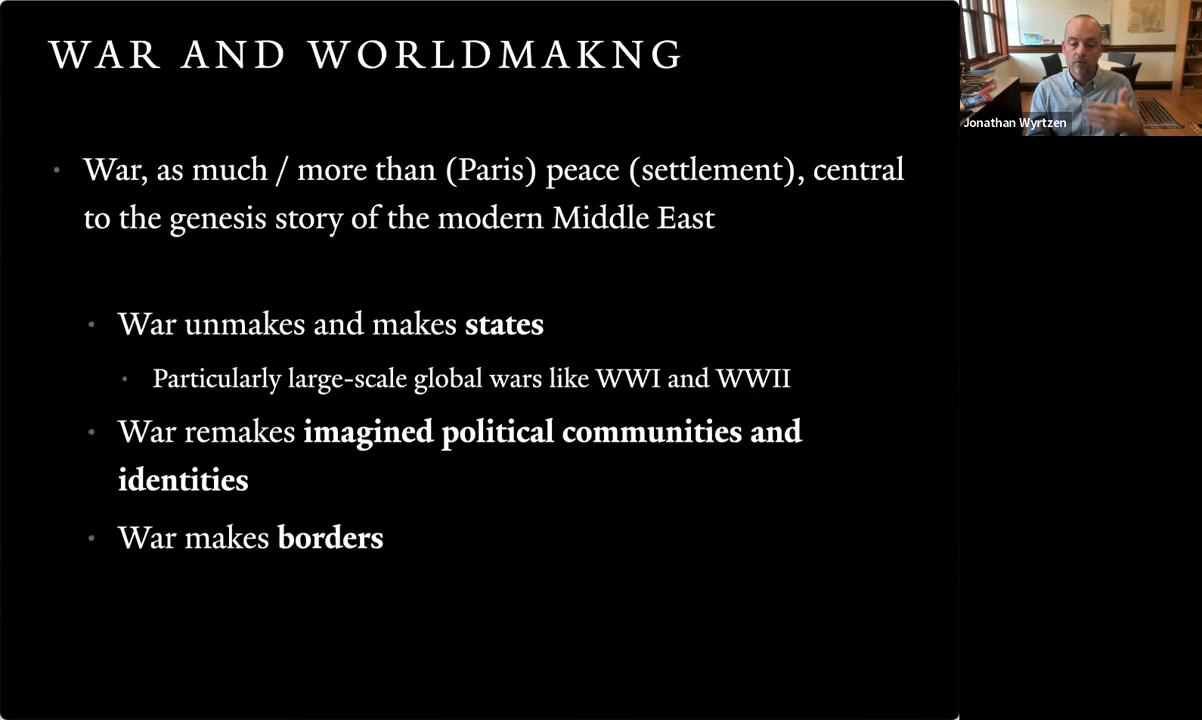 WAR AND WORLDMAKNG
• War, as much / more than (Paris) peace (settlement), central
to the genesis story of the modern Middle East
• War unmakes and makes states
• Particularly large-scale global wars like WWI and WWII
• War remakes imagined political communities and
identities
• War makes borders
Jonathan Wyrtzen